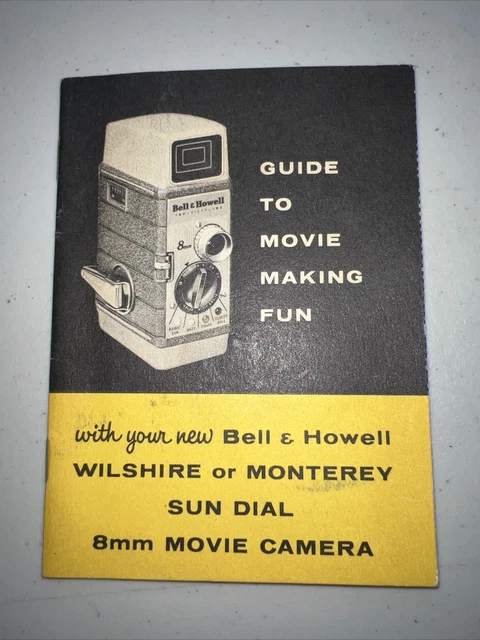 GUIDE
TO
MOVIE
MAKING
FUN
Bell & Howell
8mm
with your new Bell & Howell
WILSHIRE or MONTEREY
SUN DIAL
8mm MOVIE CAMERA